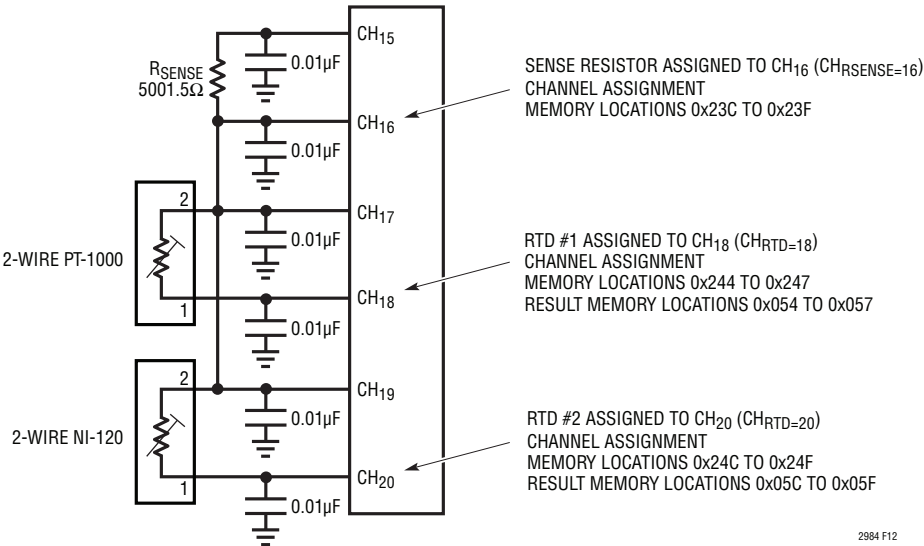 CH15
0.01µF
RSENSE
5001.5Ω
CH16
0.01µF
SENSE RESISTOR ASSIGNED TO CH16 (CHRSENSE=16)
CHANNEL ASSIGNMENT
MEMORY LOCATIONS 0x23C TO 0x23F
2-WIRE PT-1000
2
1
CH17
0.01µF
CH18
0.01µF
RTD #1 ASSIGNED TO CH18 (CHRTD=18)
CHANNEL ASSIGNMENT
MEMORY LOCATIONS 0x244 TO 0x247
RESULT MEMORY LOCATIONS 0x054 TO 0x057
2-WIRE NI-120
2
1
CH19
0.01µF
CH20
0.01µF
RTD #2 ASSIGNED TO CH20 (CHRTD=20)
CHANNEL ASSIGNMENT
MEMORY LOCATIONS 0x24C TO 0x24F
RESULT MEMORY LOCATIONS 0x05C TO 0x05F
2984 F12